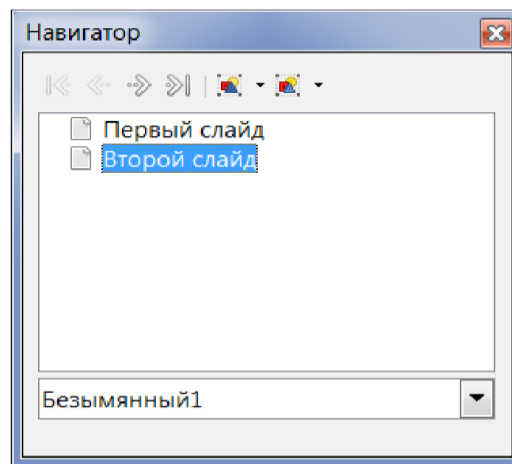 Навигатор
Первый слайд
Второй слайд
Безымянный1